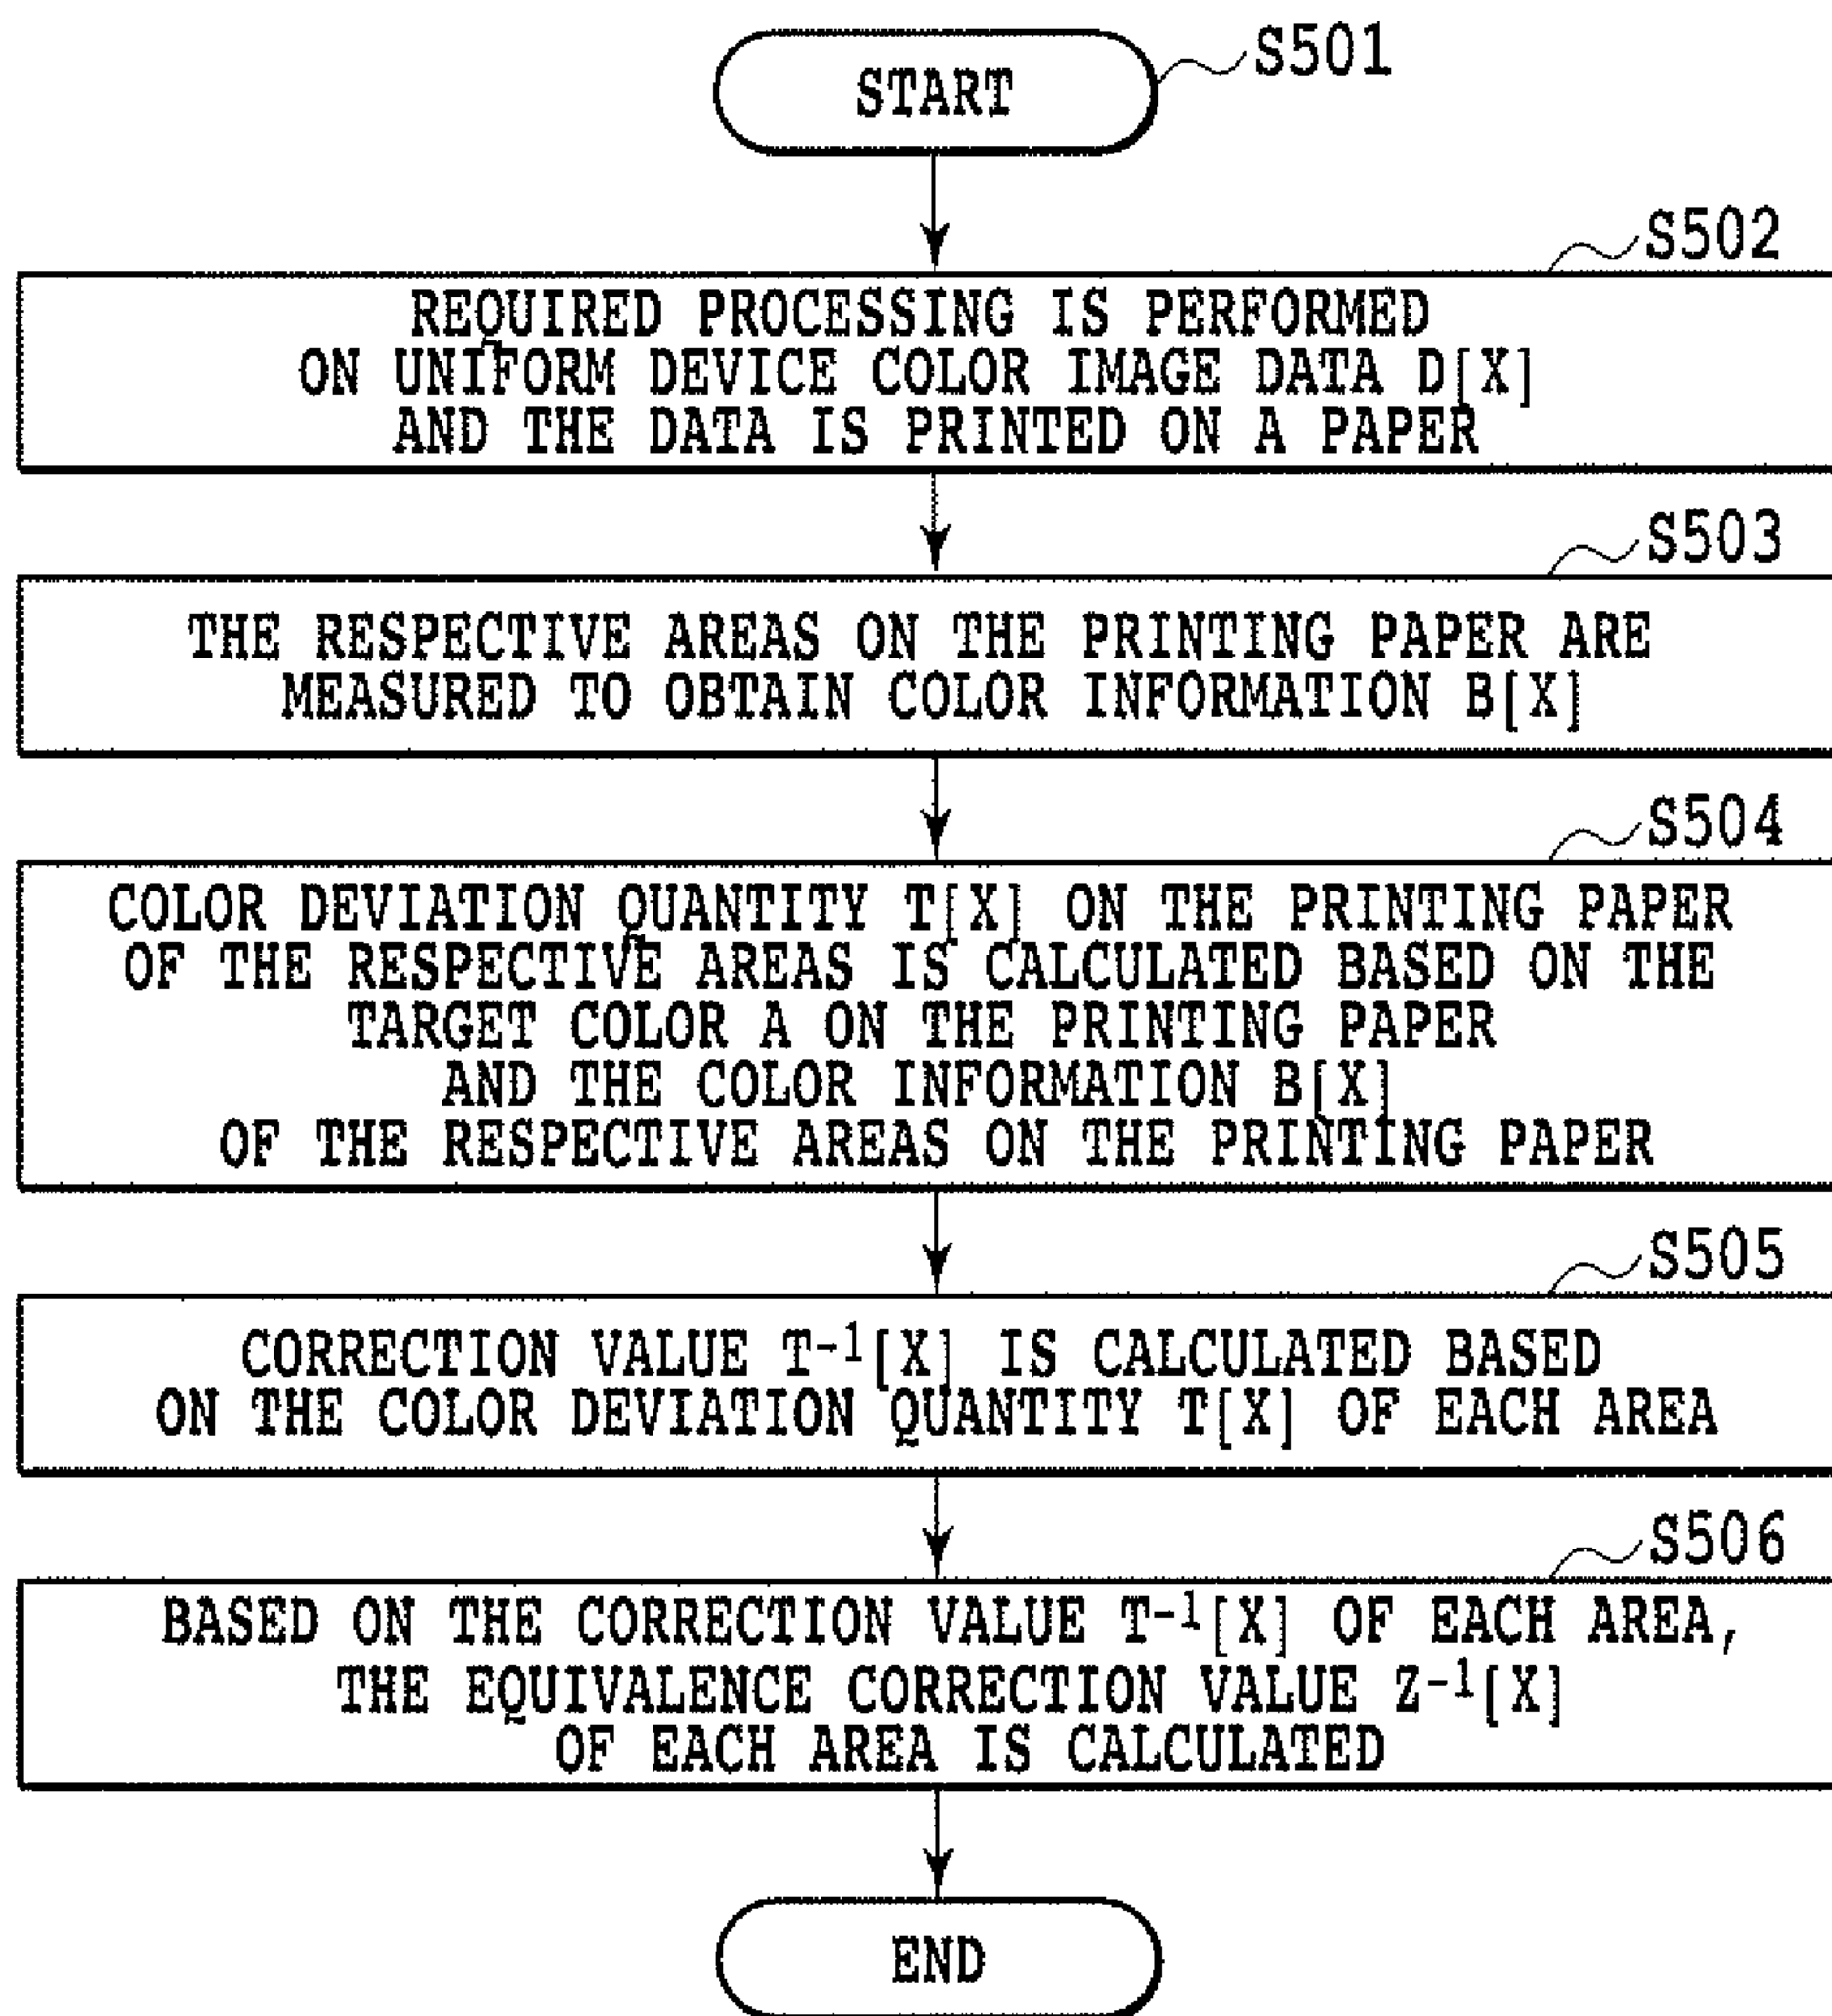 START
S501
S502
REQUIRED PROCESSING IS PERFORMED
ON UNIFORM DEVICE COLOR IMAGE DATA D[X]
AND THE DATA IS PRINTED ON A PAPER
S503
THE RESPECTIVE AREAS ON THE PRINTING PAPER ARE
MEASURED TO OBTAIN COLOR INFORMATION B[X]
S504
COLOR DEVIATION QUANTITY T[X] ON THE PRINTING PAPER
OF THE RESPECTIVE AREAS IS CALCULATED BASED ON THE
TARGET COLOR A ON THE PRINTING PAPER
AND THE COLOR INFORMATION B[X]
OF THE RESPECTIVE AREAS ON THE PRINTING PAPER
S505
CORRECTION VALUE T⁻¹[X] IS CALCULATED BASED
ON THE COLOR DEVIATION QUANTITY T[X] OF EACH AREA
S506
BASED ON THE CORRECTION VALUE T⁻¹[X] OF EACH AREA,
THE EQUIVALENCE CORRECTION VALUE Z⁻¹[X]
OF EACH AREA IS CALCULATED
END